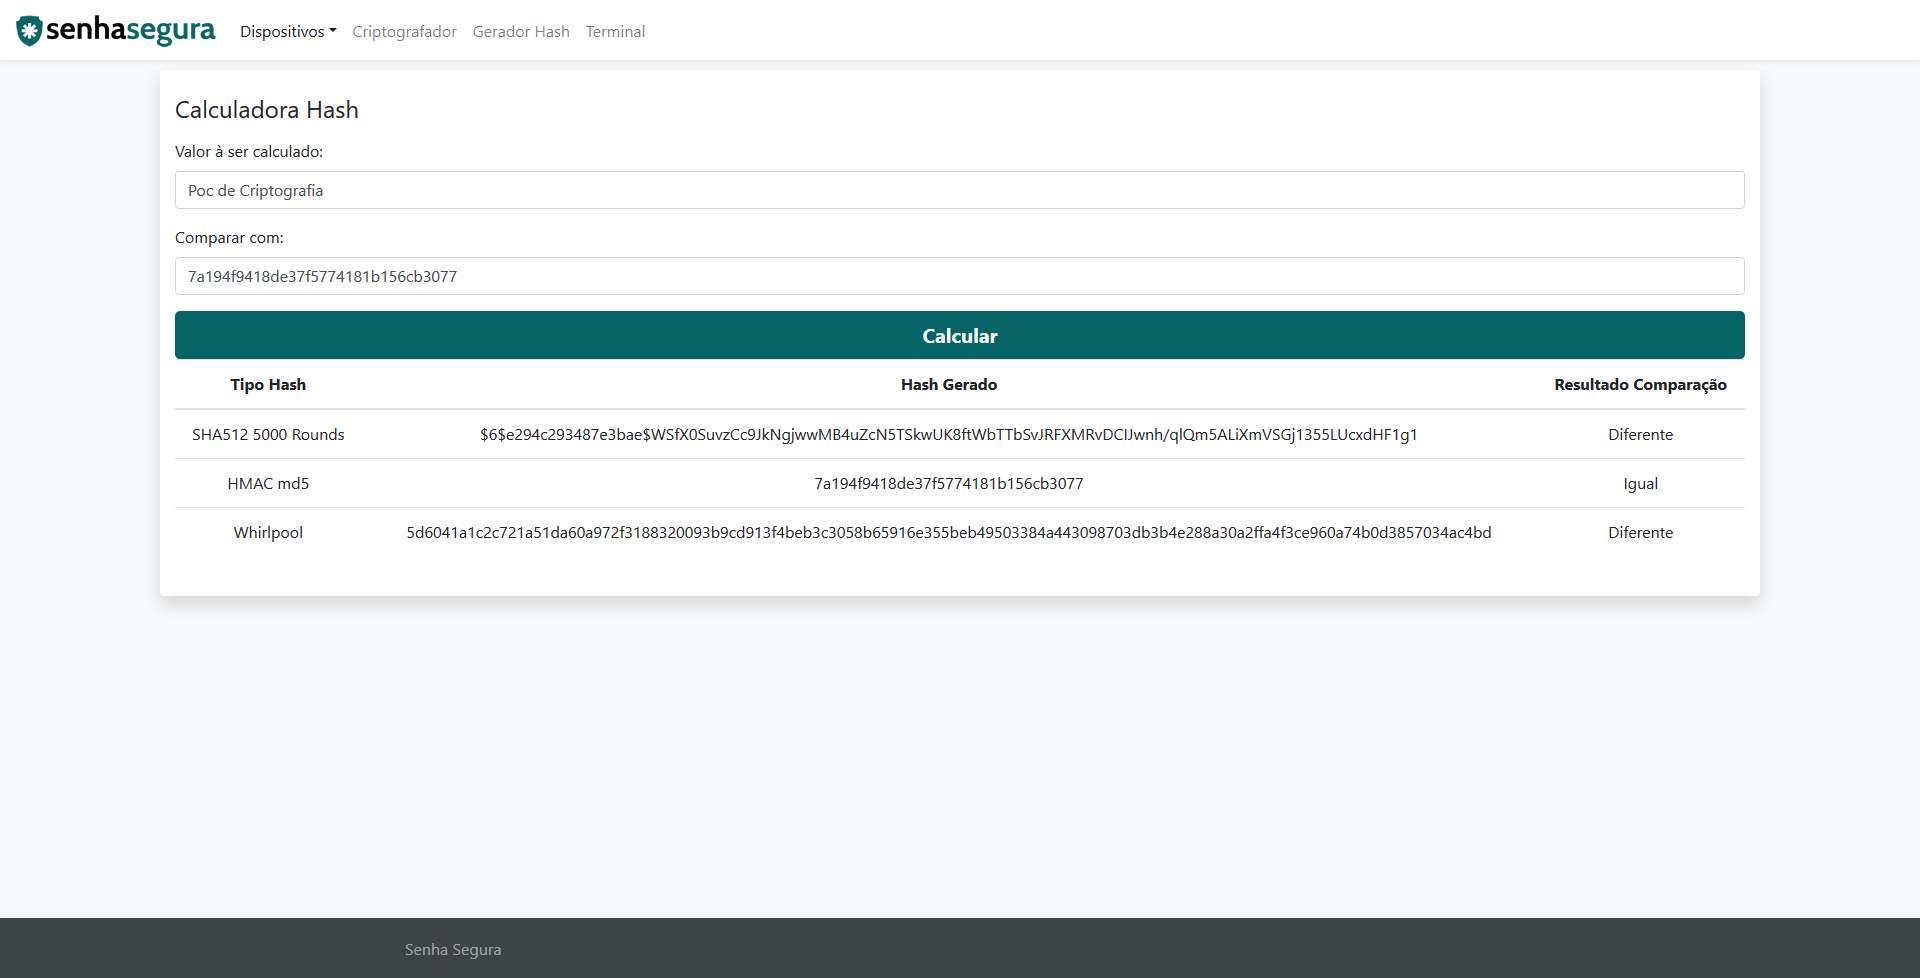 senhasegura Dispositivos Criptografador Gerador Hash Terminal
Calculadora Hash
Valor à ser calculado:
Poc de Criptografia
Comparar com:
7a194f9418de37f5774181b156cb3077
Calcular
Tipo Hash Hash Gerado Resultado Comparação
SHA512 5000 Rounds $6$e294c293487e3bae$WSfX0SuvzCc9JkNgjwwMB4uZcN5TSkwUK8ftWbTTbSvJRFXMRvDCIJwnh/qlQm5ALiXmVSGj1355LUcxdHF1g1 Diferente
HMAC md5 7a194f9418de37f5774181b156cb3077 Igual
Whirlpool 5d6041a1c2c721a51da60a972f3188320093b9cd913f4beb3c3058b65916e355beb49503384a443098703db3b4e288a30a2ffa4f3ce960a74b0d3857034ac4bd Diferente
Senha Segura